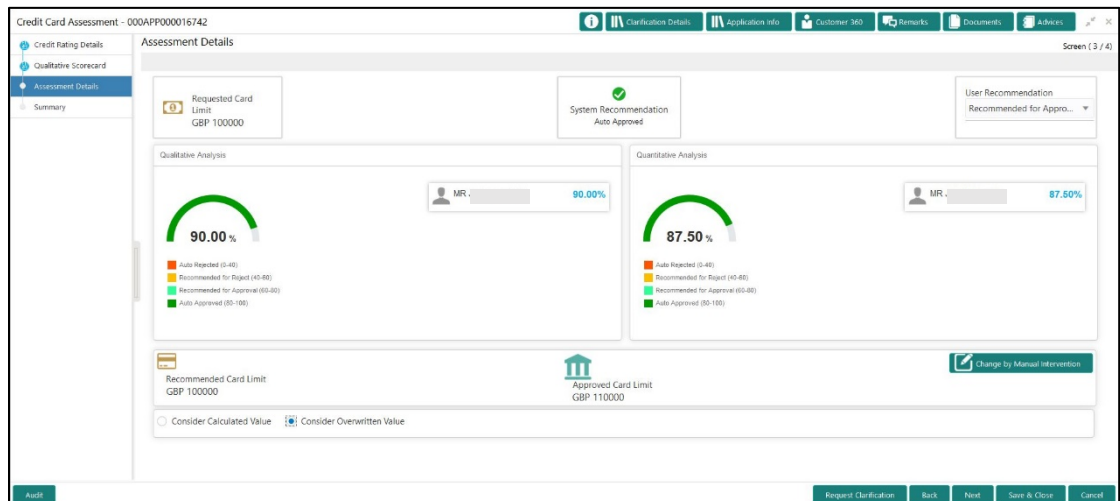 Credit Card Assessment - 000APP000016742
Clarification Details
Application Info
Customer 360
Remarks
Documents
Advices
Credit Rating Details
Qualitative Scorecard
Assessment Details
Summary
Assessment Details
Screen ( 3 / 4)
Requested Card
Limit
GBP 100000
System Recommendation
Auto Approved
User Recommendation
Recommended for Appro...
Qualitative Analysis
MR.
90.00%
90.00 %
Auto Rejected (0-40)
Recommended for Reject (40-60)
Recommended for Approval (60-80)
Auto Approved (80-100)
Quantitative Analysis
MR.
87.50%
87.50 %
Auto Rejected (0-40)
Recommended for Reject (40-60)
Recommended for Approval (60-80)
Auto Approved (80-100)
Recommended Card Limit
GBP 100000
Approved Card Limit
GBP 110000
Change by Manual Intervention
Consider Calculated Value
Consider Overwritten Value
Audit
Request Clarification
Back
Next
Save & Close
Cancel